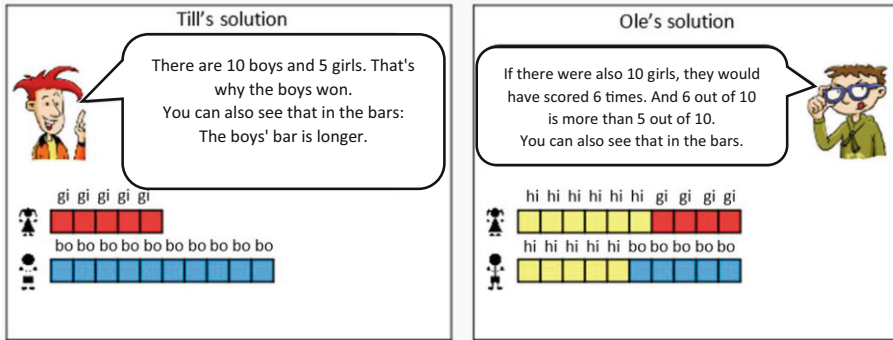 Till's solution
There are 10 boys and 5 girls. That's
why the boys won.
You can also see that in the bars:
The boys' bar is longer.
gi gi gi gi gi
bo bo bo bo bo bo bo bo bo bo
Ole's solution
If there were also 10 girls, they would
have scored 6 times. And 6 out of 10
is more than 5 out of 10.
You can also see that in the bars.
hi hi hi hi hi hi gi gi gi gi
hi hi hi hi hi bo bo bo bo bo